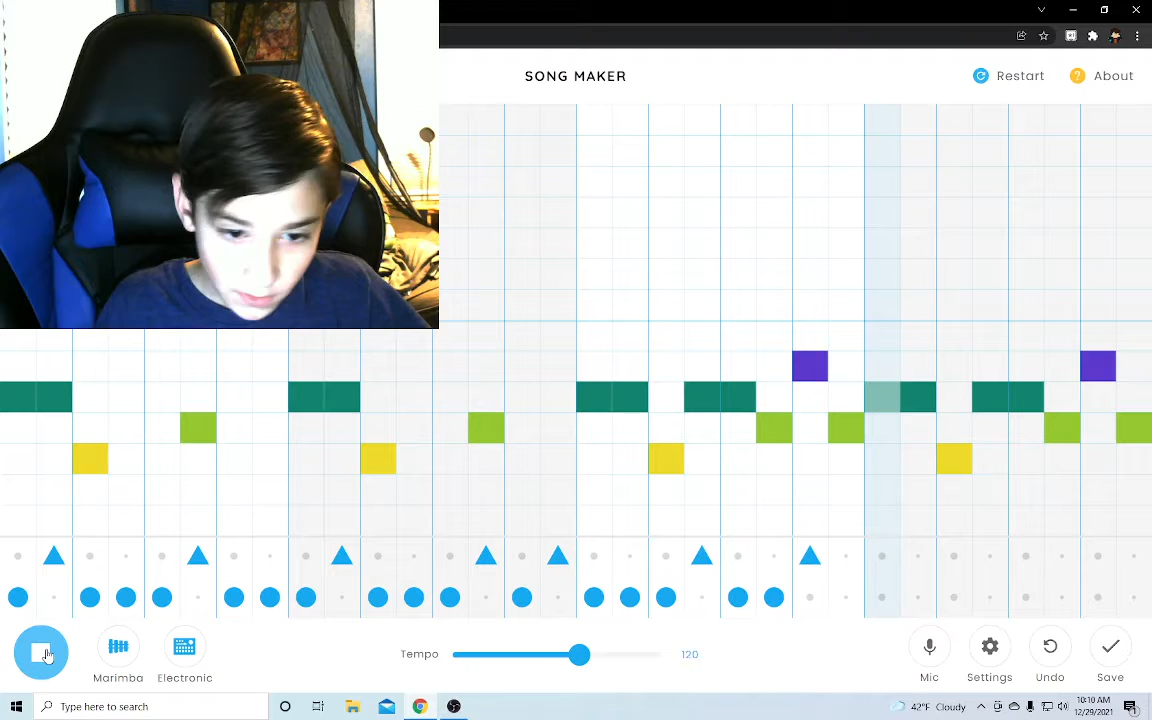 SONG MAKER
Restart
About
Marimba
Electronic
Tempo
120
Mic
Settings
Undo
Save
Type here to search
42°F Cloudy
10:10 AM
12/29/2021